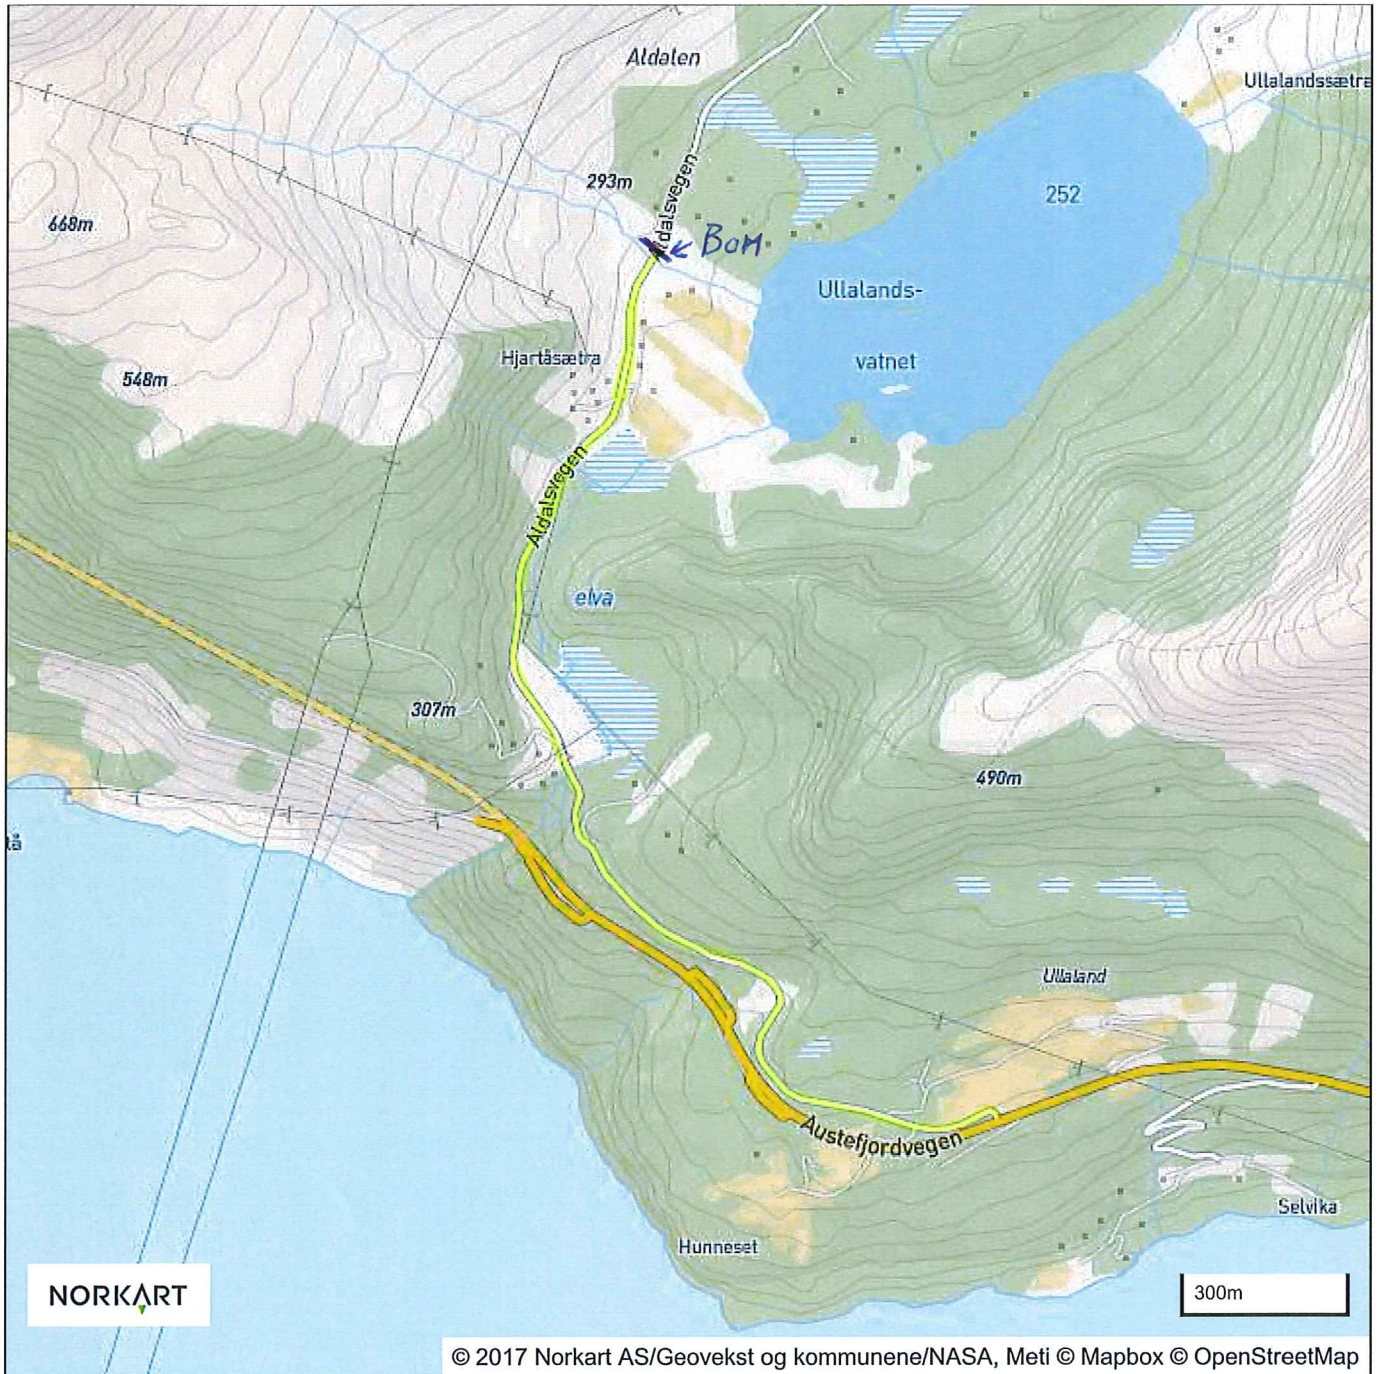 Aldalen
Ullalandssætra
293m
Aldalsvegen
252
668m
Bom
Ullalands-
vatnet
Hjartåsætra
548m
Aldalsvegen
elva
307m
490m
tå
Ullaland
Austefjordvegen
Selvika
Hunneset
NORKART
300m
© 2017 Norkart AS/Geovekst og kommunene/NASA, Meti © Mapbox © OpenStreetMap